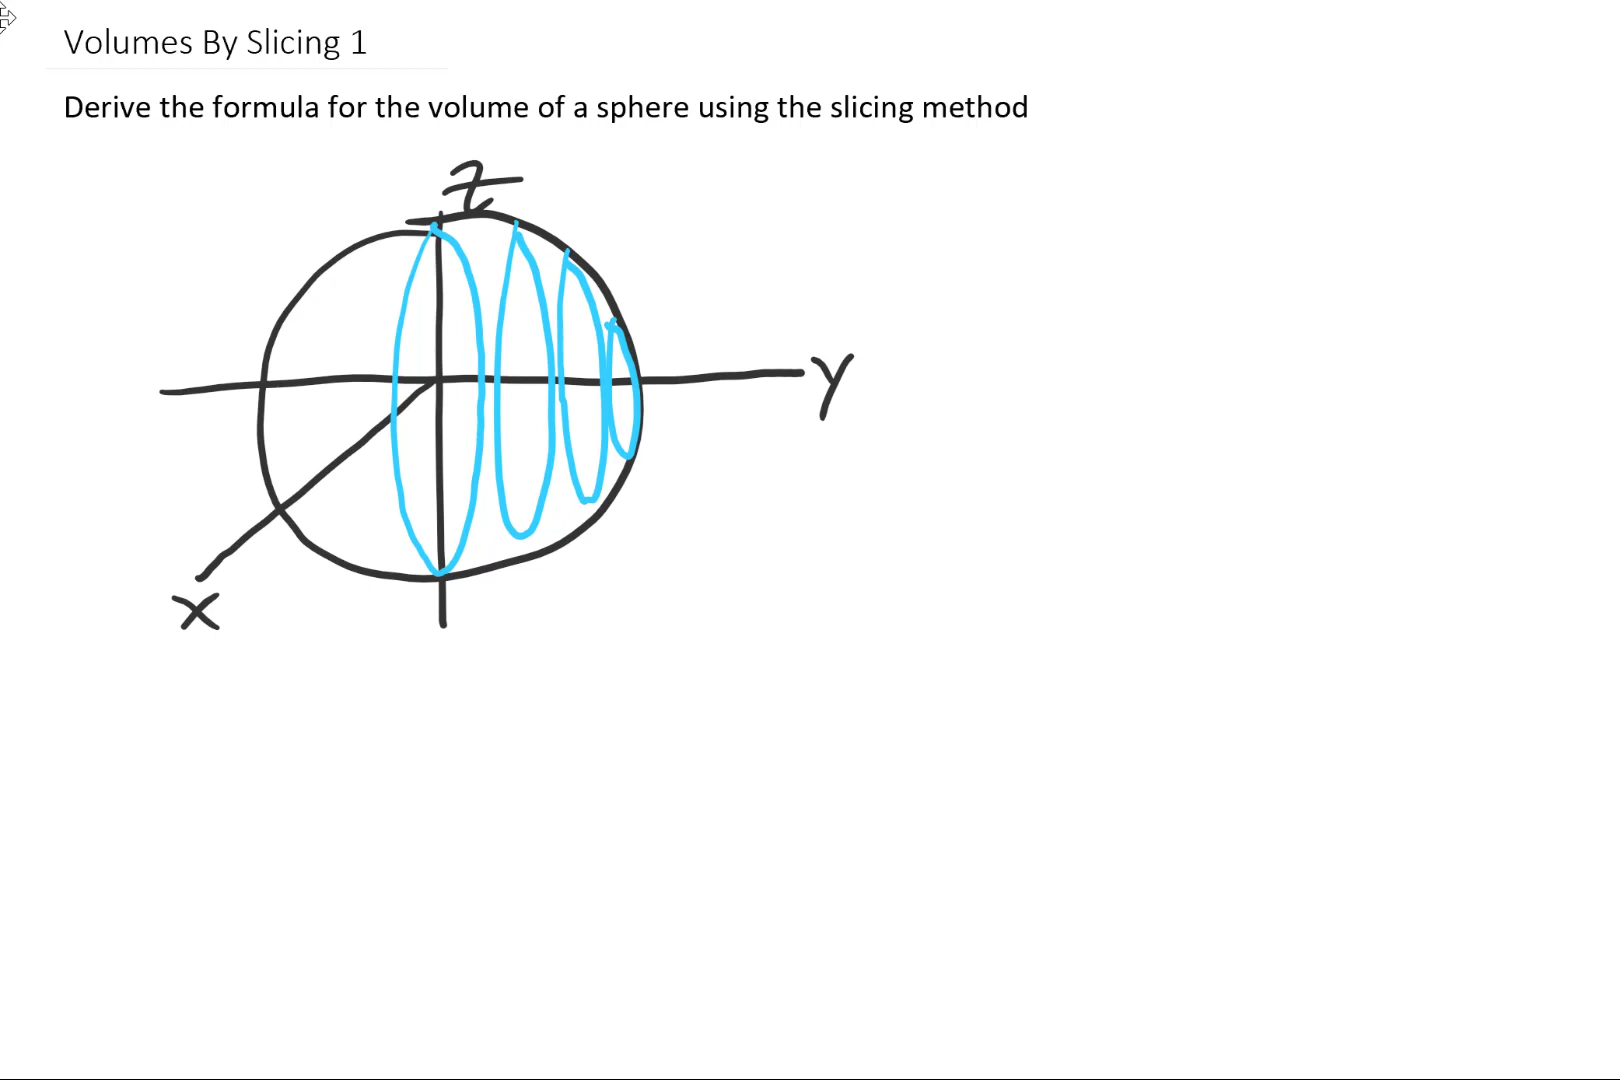 Volumes By Slicing 1
Derive the formula for the volume of a sphere using the slicing method
z
y
x